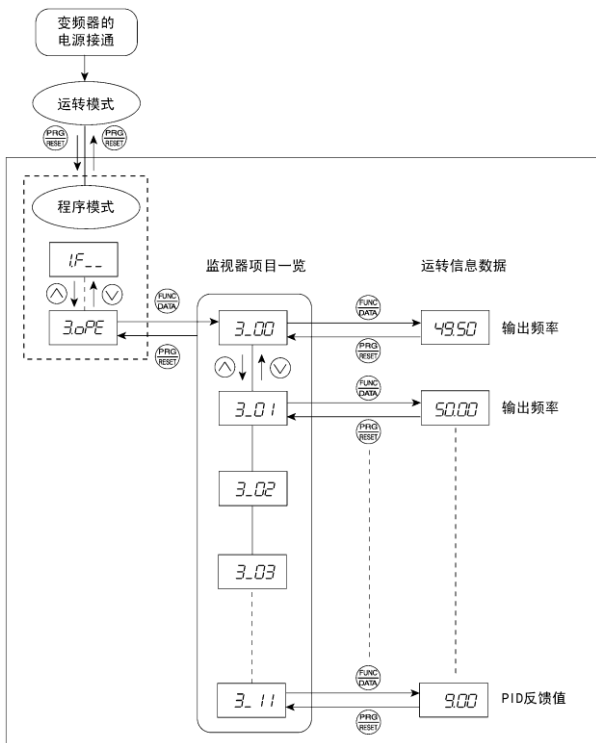 变频器的
电源接通
运转模式
PRG
RESET
PRG
RESET
程序模式
1.F__
3.oPE
FUNC
DATA
PRG
RESET
监视器项目一览
运转信息数据
3_00
FUNC
DATA
PRG
RESET
49.50
输出频率
3_01
FUNC
DATA
PRG
RESET
50.00
输出频率
3_02
3_03
3_11
FUNC
DATA
PRG
RESET
9.00
PID反馈值